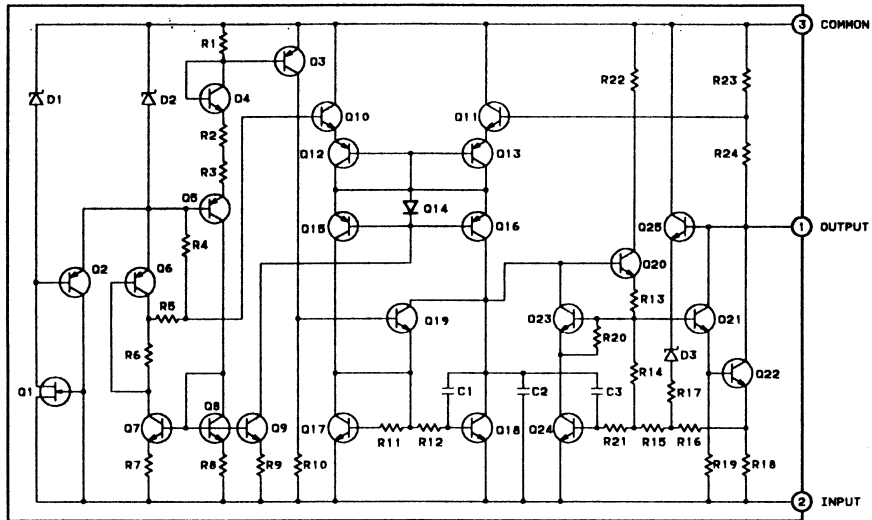 3 COMMON
R1
Q3
R22
R23
D1
D2
Q4
Q10
Q11
R2
R24
Q12
Q13
R3
Q5
Q14
Q15
Q16
Q25
1 OUTPUT
R4
Q2
Q6
Q20
R5
R13
Q19
Q23
R20
Q21
R6
D3
R14
Q22
C1
C2
C3
R17
Q1
Q7
Q8
Q9
Q17
Q18
Q24
R11
R12
R21
R15
R16
R7
R8
R9
R10
R19
R18
2 INPUT